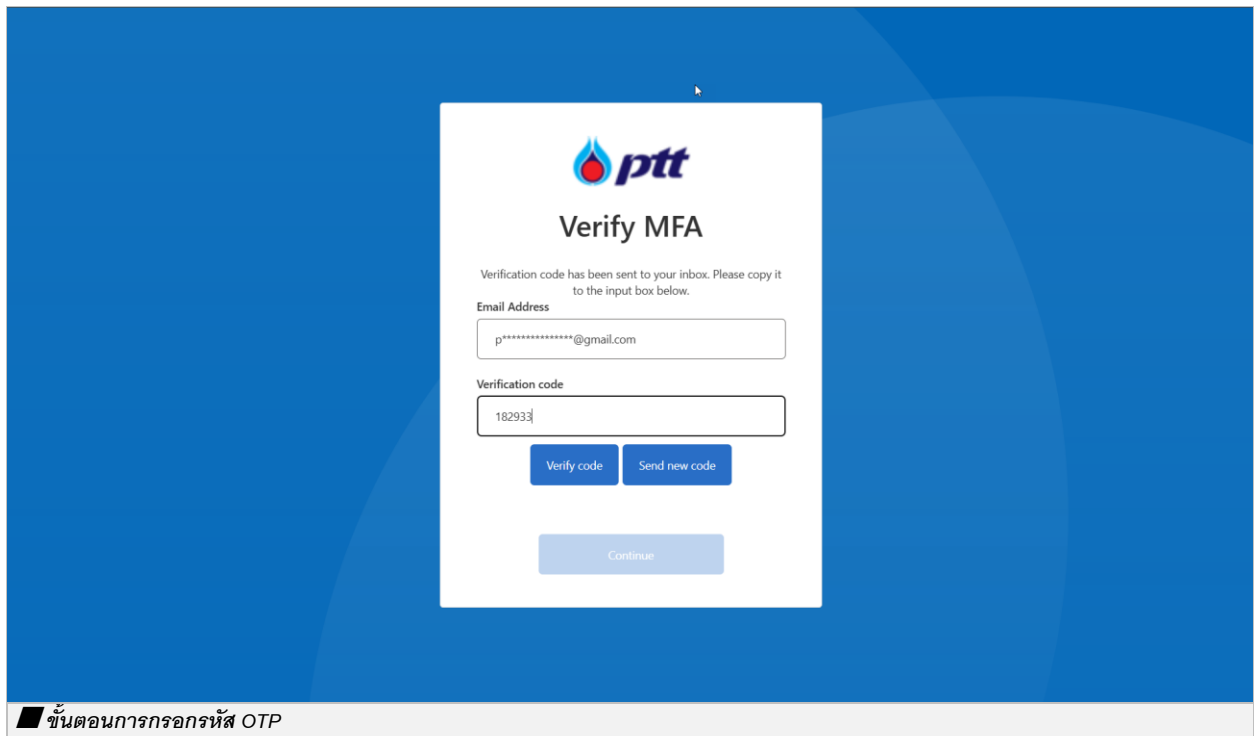 ptt
Verify MFA
Verification code has been sent to your inbox. Please copy it
to the input box below.
Email Address
p***************@gmail.com
Verification code
182933
Verify code Send new code
Continue
ขั้นตอนการกรอกรหัส OTP